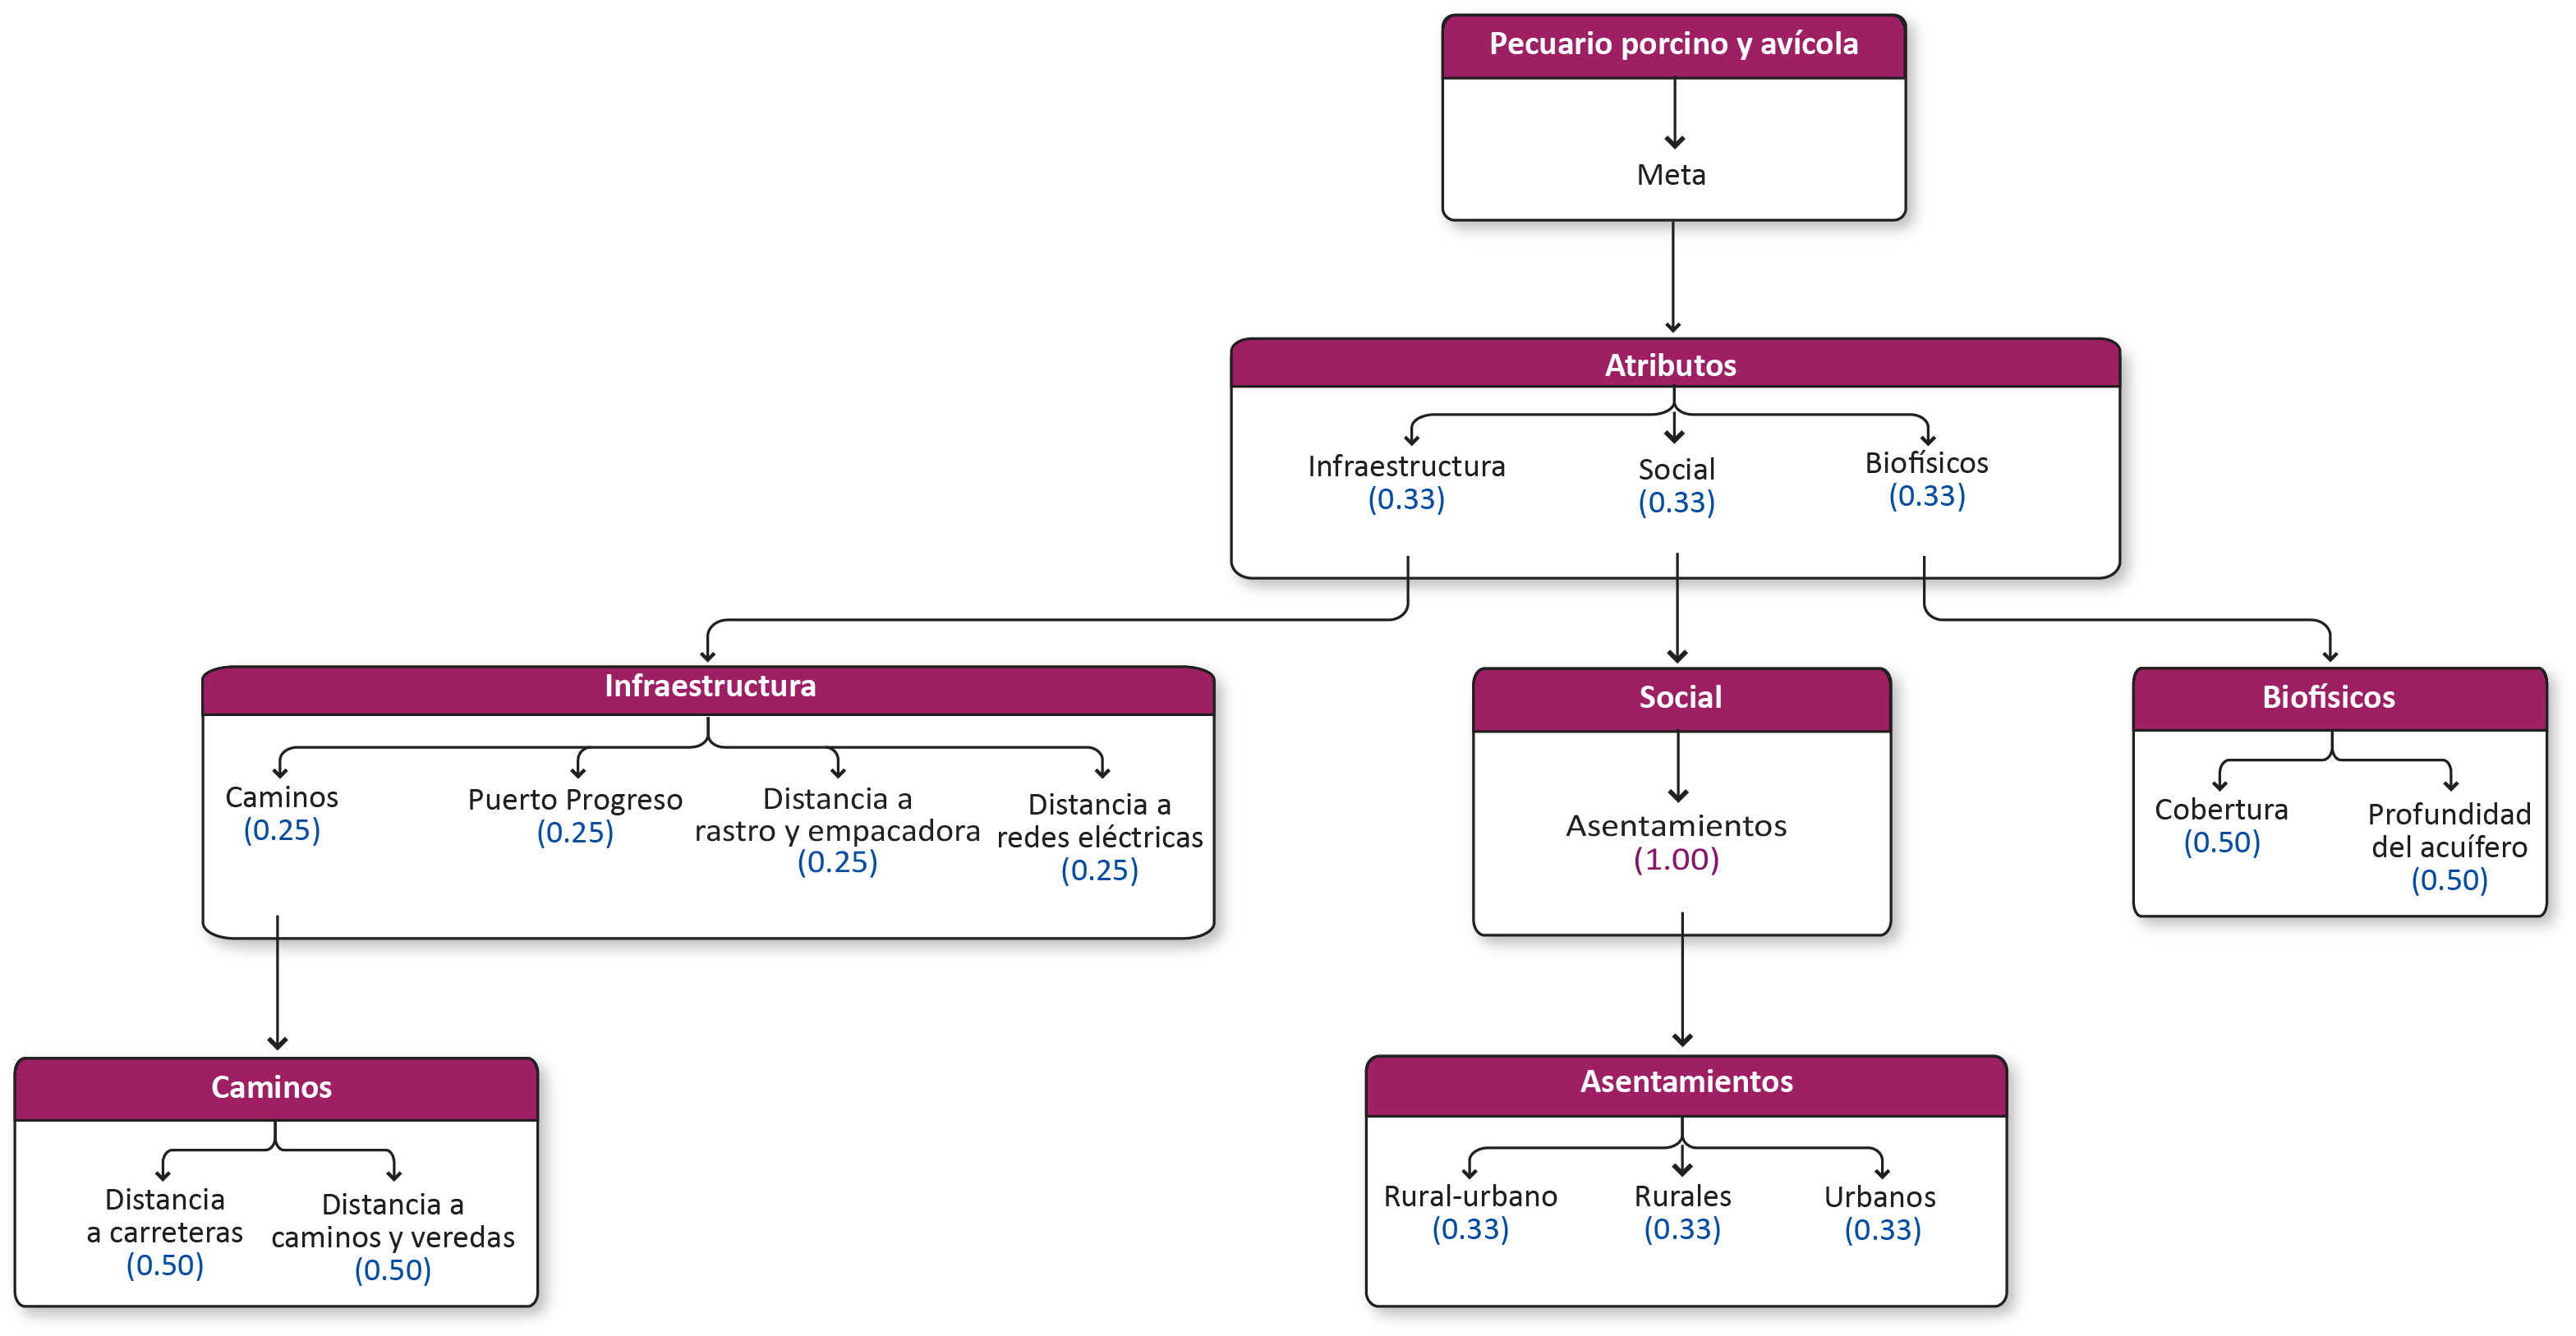 Pecuario porcino y avícola
Meta
Atributos
Infraestructura
(0.33)
Social
(0.33)
Biofísicos
(0.33)
Infraestructura
Caminos
(0.25)
Puerto Progreso
(0.25)
Distancia a
rastro y empacadora
(0.25)
Distancia a
redes eléctricas
(0.25)
Social
Asentamientos
(1.00)
Biofísicos
Cobertura
(0.50)
Profundidad
del acuífero
(0.50)
Caminos
Distancia
a carreteras
(0.50)
Distancia a
caminos y veredas
(0.50)
Asentamientos
Rural-urbano
(0.33)
Rurales
(0.33)
Urbanos
(0.33)